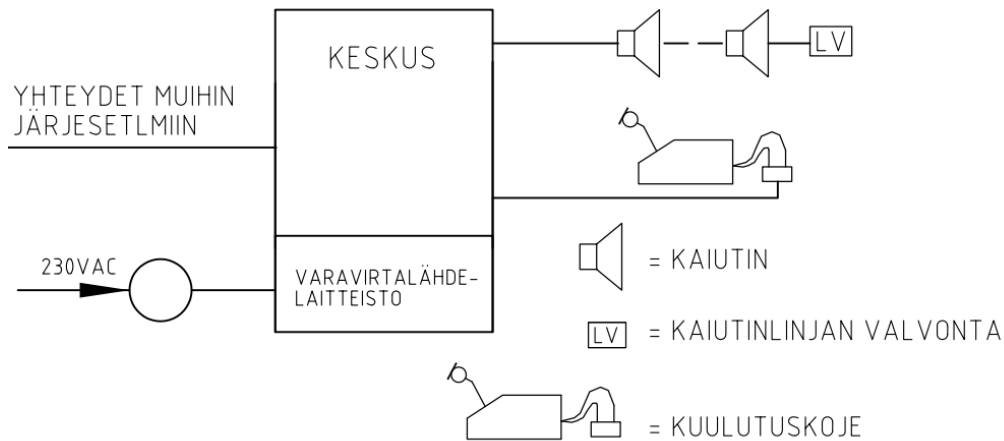 KESKUS
LV
YHTEYDET MUIHIN
JÄRJESETLMIIN
230VAC
VARAVIRTALÄHDE-
LAITTEISTO
= KAIUTIN
LV = KAIUTINLINJAN VALVONTA
= KUULUTUSKOJE